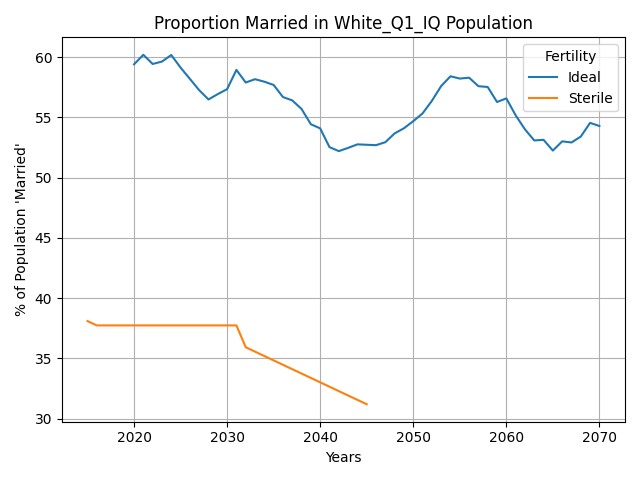 Proportion Married in White_Q1_IQ Population
Fertility
Ideal
Sterile
% of Population 'Married'
60
55
50
45
40
35
30
2020 2030 2040 2050 2060 2070
Years